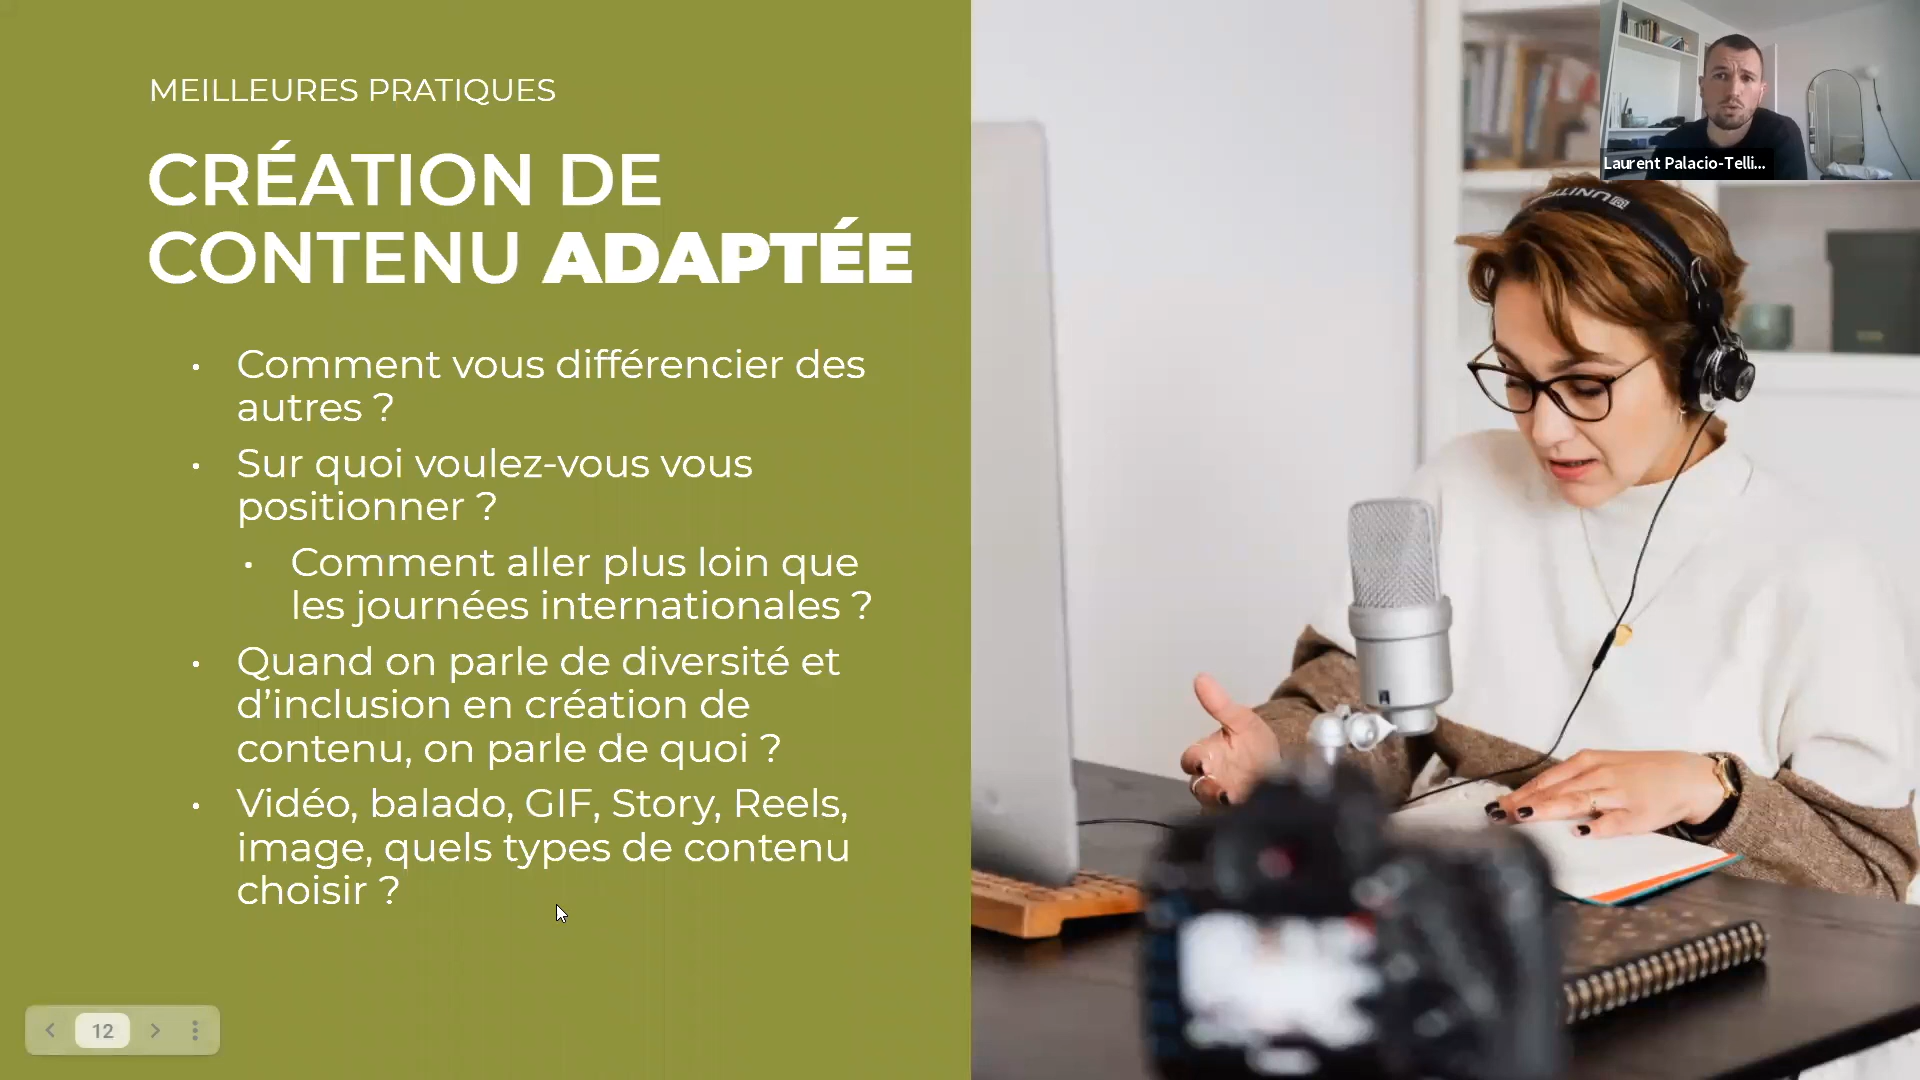 MEILLEURES PRATIQUES
CRÉATION DE
CONTENU ADAPTÉE
• Comment vous différencier des
autres ?
• Sur quoi voulez-vous vous
positionner ?
• Comment aller plus loin que
les journées internationales ?
• Quand on parle de diversité et
d’inclusion en création de
contenu, on parle de quoi ?
• Vidéo, balado, GIF, Story, Reels,
image, quels types de contenu
choisir ?
12
Laurent Palacio-Telli...